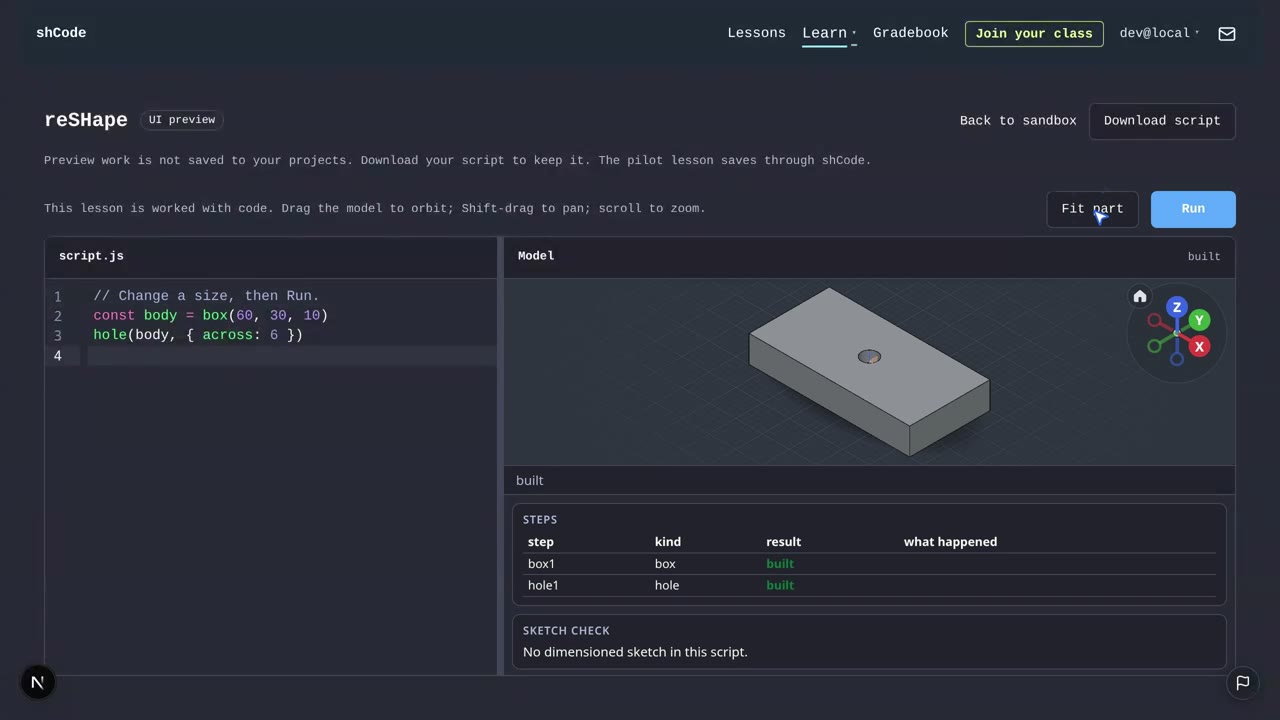 shCode
Lessons Learn Gradebook Join your class dev@local
reSHape UI preview
Back to sandbox Download script
Preview work is not saved to your projects. Download your script to keep it. The pilot lesson saves through shCode.
This lesson is worked with code. Drag the model to orbit; Shift-drag to pan; scroll to zoom.
Fit part Run
script.js
1 // Change a size, then Run.
2 const body = box(60, 30, 10)
3 hole(body, { across: 6 })
4
Model built
Z
Y
X
built
STEPS
step kind result what happened
box1 box built
hole1 hole built
SKETCH CHECK
No dimensioned sketch in this script.
N